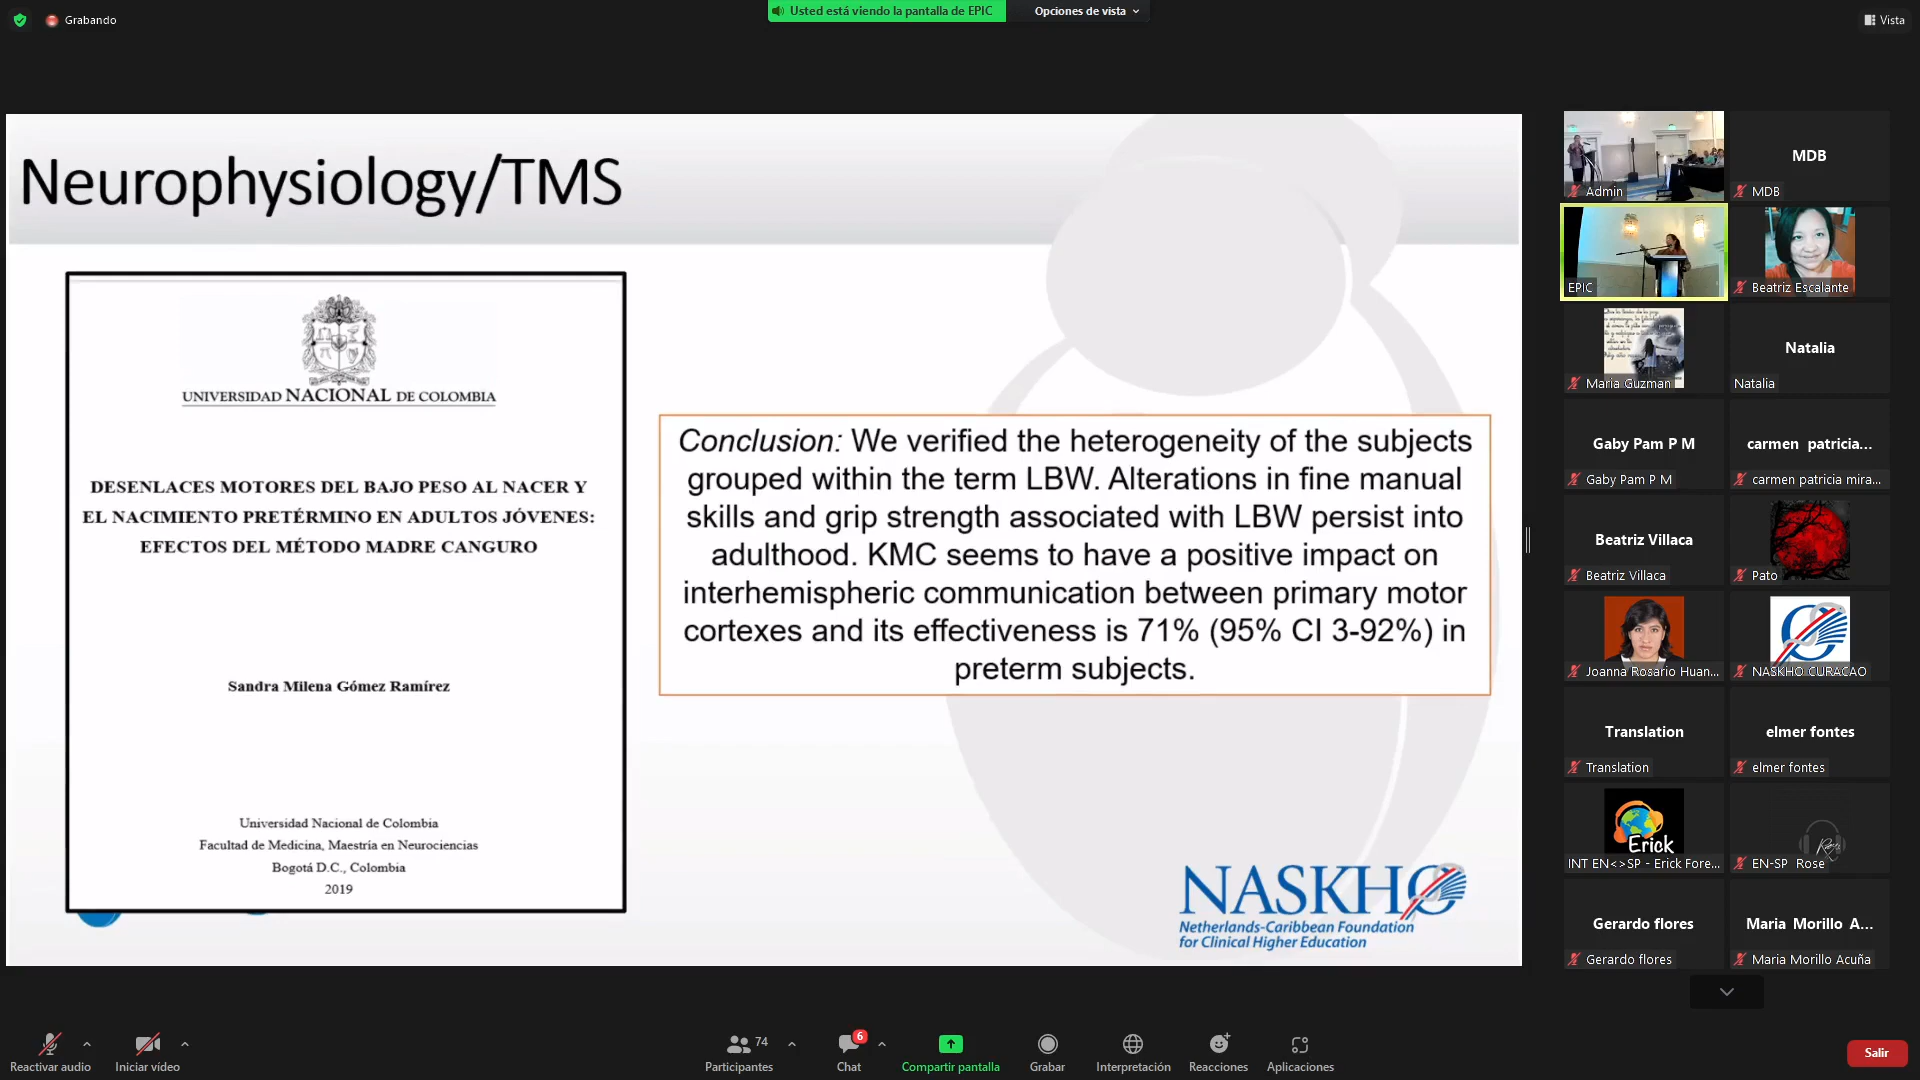 Grabando
Usted está viendo la pantalla de EPIC
Opciones de vista
Vista
Neurophysiology/TMS
UNIVERSIDAD NACIONAL DE COLOMBIA
DESENLACES MOTORES DEL BAJO PESO AL NACER Y
EL NACIMIENTO PRETÉRMINO EN ADULTOS JÓVENES:
EFECTOS DEL MÉTODO MADRE CANGURO
Sandra Milena Gómez Ramírez
Universidad Nacional de Colombia
Facultad de Medicina, Maestría en Neurociencias
Bogotá D.C., Colombia
2019
Conclusion: We verified the heterogeneity of the subjects
grouped within the term LBW. Alterations in fine manual
skills and grip strength associated with LBW persist into
adulthood. KMC seems to have a positive impact on
interhemispheric communication between primary motor
cortexes and its effectiveness is 71% (95% CI 3-92%) in
preterm subjects.
NASKHO
Netherlands-Caribbean Foundation
for Clinical Higher Education
Admin
MDB
MDB
EPIC
Beatriz Escalante
Maria Guzman
Natalia
Natalia
Gaby Pam P M
Gaby Pam P M
carmen patricia...
carmen patricia mira...
Beatriz Villaca
Beatriz Villaca
Pato
Joanna Rosario Huan...
NASKHO CURACAO
Translation
Translation
elmer fontes
elmer fontes
Erick
INT EN<>SP - Erick Fore...
EN-SP Rose
Gerardo flores
Gerardo flores
Maria Morillo A...
Maria Morillo Acuña
Reactivar audio
Iniciar vídeo
74
Participantes
6
Chat
Compartir pantalla
Grabar
Interpretación
Reacciones
Aplicaciones
Salir